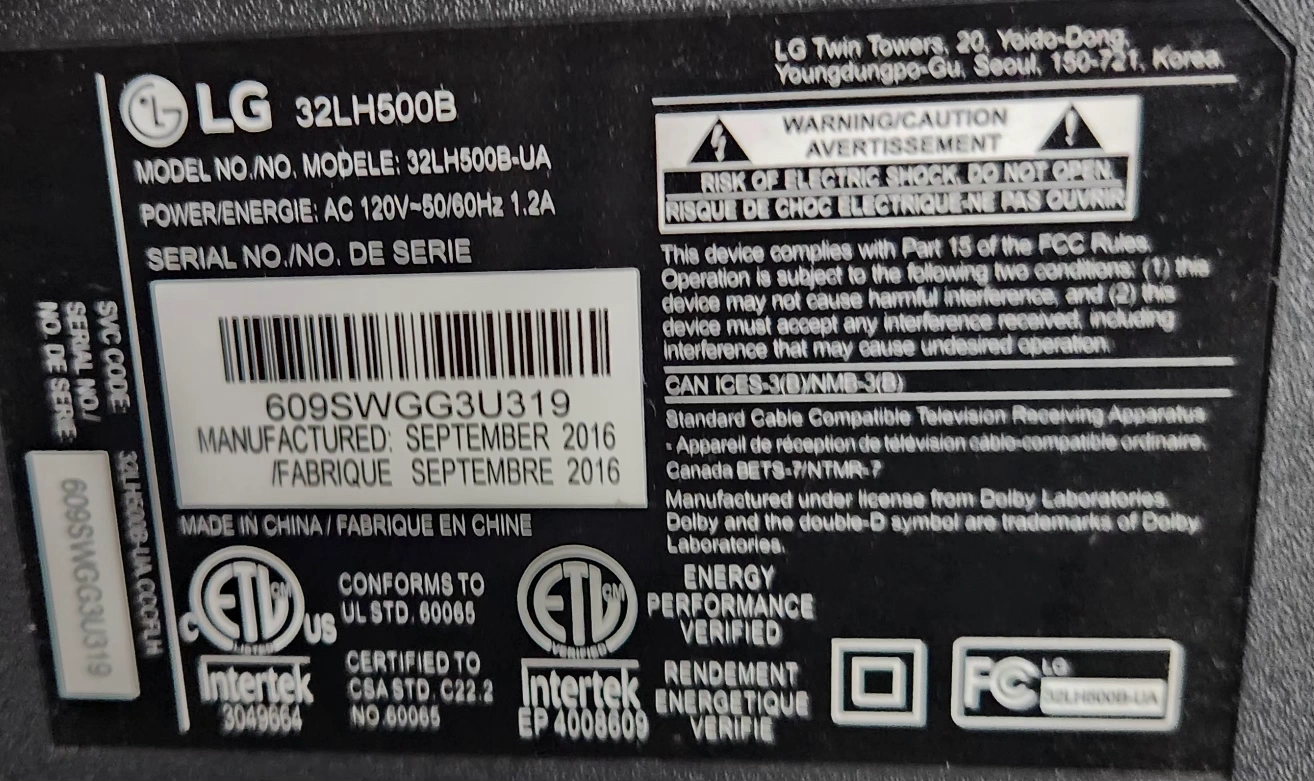 LG Twin Towers, 20, Yoido-Dong,
Youngdungpo-Gu, Seoul, 150-721, Korea
LG 32LH500B
MODEL NO./NO. MODELE: 32LH500B-UA
POWER/ENERGIE: AC 120V~50/60Hz 1.2A
SERIAL NO./NO. DE SERIE
609SWGG3U319
MANUFACTURED: SEPTEMBER 2016
/FABRIQUE SEPTEMBRE 2016
MADE IN CHINA / FABRIQUE EN CHINE
C ETL CM LISTED US
Intertek
3049664
CONFORMS TO
UL STD. 60065
CERTIFIED TO
CSA STD. C22.2
NO.60065
ETL CM VERIFIED
Intertek
EP 4008609
ENERGY
PERFORMANCE
VERIFIED
RENDEMENT
ENERGETIQUE
VERIFIE
WARNING/CAUTION
AVERTISSEMENT
RISK OF ELECTRIC SHOCK. DO NOT OPEN.
RISQUE DE CHOC ELECTRIQUE-NE PAS OUVRIR
This device complies with Part 15 of the FCC Rules.
Operation is subject to the following two conditions: (1) this
device may not cause harmful interference, and (2) this
device must accept any interference received, including
interference that may cause undesired operation.
CAN ICES-3(B)/NMB-3(B)
Standard Cable Compatible Television Receiving Apparatus
- Appareil de réception de télévision câblo-compatible ordinaire,
Canada BETS-7/NTMR-7
Manufactured under license from Dolby Laboratories.
Dolby and the double-D symbol are trademarks of Dolby
Laboratories.
FC LG
32LH500B-UA
SVC CODE: 32LH500B-UA.CCCFLH
SERIAL NO./
NO. DE SERIE:
609SWGG3U319